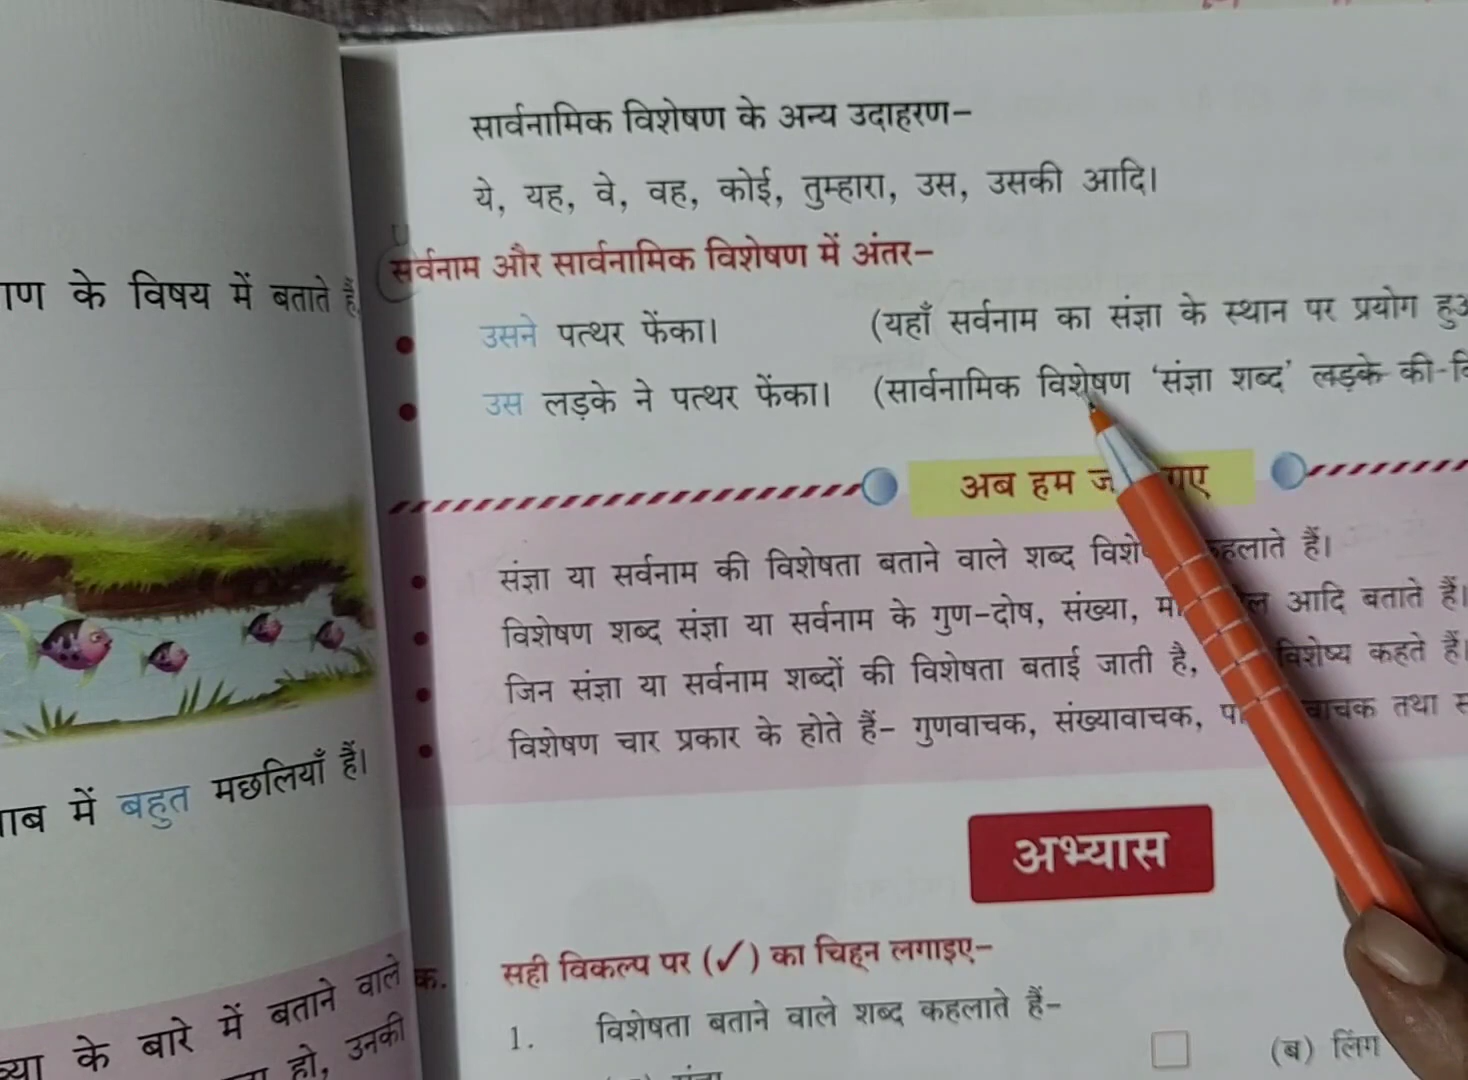 के विषय में बताते
में बहुत मछलियाँ हैं।
के बारे में बताने वाले
हो, उनकी
सार्वनामिक विशेषण के अन्य उदाहरण–
ये, यह, वे, वह, कोई, तुम्हारा, उस, उसकी आदि।
सर्वनाम और सार्वनामिक विशेषण में अंतर–
उसने पत्थर फेंका। (यहाँ सर्वनाम का संज्ञा के स्थान पर प्रयोग
उस लड़के ने पत्थर फेंका। (सार्वनामिक विशेषण ‘संज्ञा शब्द’ लड़के की
अब हम
संज्ञा या सर्वनाम की विशेषता बताने वाले शब्द कहलाते हैं।
विशेषण शब्द संज्ञा या सर्वनाम के गुण-दोष, संख्या, आदि बताते हैं।
जिन संज्ञा या सर्वनाम शब्दों की विशेषता बताई जाती है, विशेष्य कहते हैं।
विशेषण चार प्रकार के होते हैं– गुणवाचक, संख्यावाचक, तथा
अभ्यास
क. सही विकल्प पर (✓) का चिह्न लगाइए–
1. विशेषता बताने वाले शब्द कहलाते हैं–
(ब) लिंग